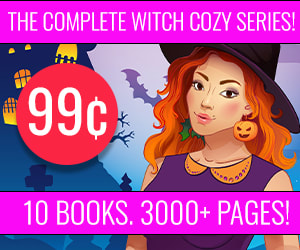 THE COMPLETE WITCH COZY SERIES!
99¢
10 BOOKS. 3000+ PAGES!